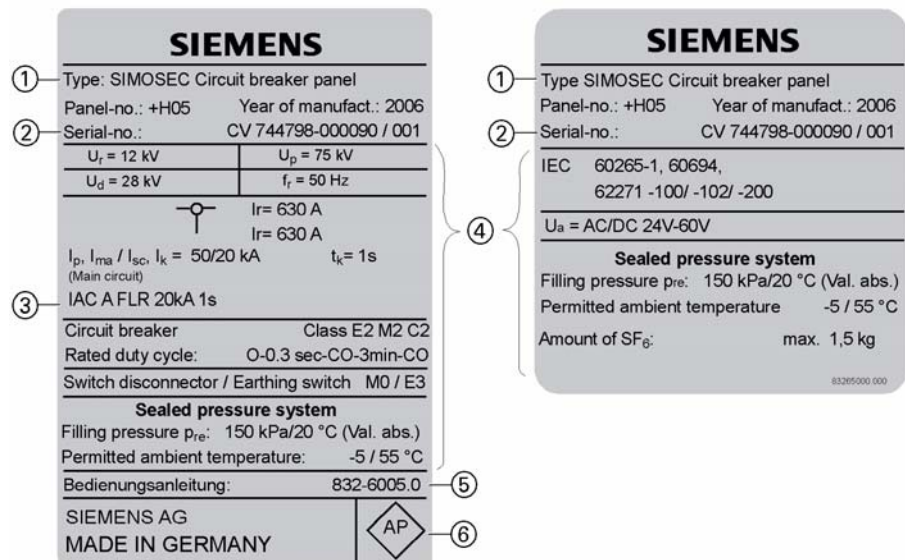 SIEMENS
① Type: SIMOSEC Circuit breaker panel
Panel-no.: +H05 Year of manufact.: 2006
② Serial-no.: CV 744798-000090 / 001
Uᵣ = 12 kV Uₚ = 75 kV
U_d = 28 kV fᵣ = 50 Hz
Ir= 630 A
Ir= 630 A
Iₚ, Iₘₐ / I_sc, Iₖ = 50/20 kA tₖ= 1s
(Main circuit)
③ IAC A FLR 20kA 1s
Circuit breaker Class E2 M2 C2
Rated duty cycle: O-0.3 sec-CO-3min-CO
Switch disconnector / Earthing switch M0 / E3
Sealed pressure system
Filling pressure pᵣₑ: 150 kPa/20 °C (Val. abs.)
Permitted ambient temperature: -5 / 55 °C
Bedienungsanleitung: 832-6005.0 ⑤
SIEMENS AG
MADE IN GERMANY
AP ⑥
④
SIEMENS
① Type SIMOSEC Circuit breaker panel
Panel-no.: +H05 Year of manufact.: 2006
② Serial-no.: CV 744798-000090 / 001
IEC 60265-1, 60694,
62271 -100/ -102/ -200
Uₐ = AC/DC 24V-60V
Sealed pressure system
Filling pressure pᵣₑ: 150 kPa/20 °C (Val. abs.)
Permitted ambient temperature -5 / 55 °C
Amount of SF₆: max. 1,5 kg
83265000.000